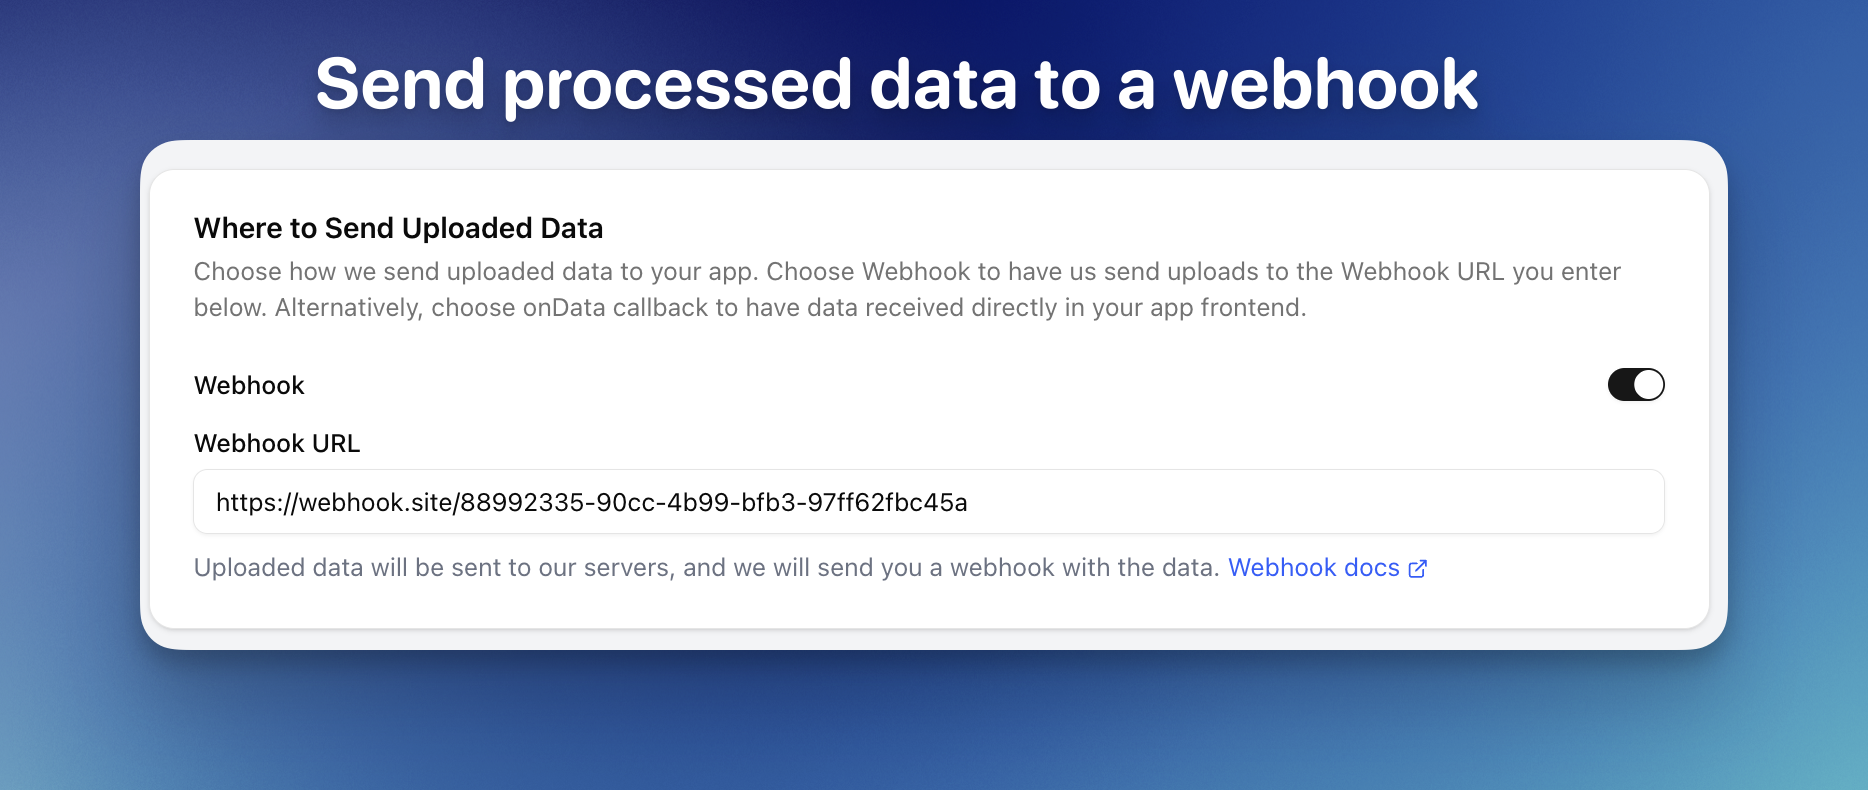 Send processed data to a webhook
Where to Send Uploaded Data
Choose how we send uploaded data to your app. Choose Webhook to have us send uploads to the Webhook URL you enter
below. Alternatively, choose onData callback to have data received directly in your app frontend.
Webhook
Webhook URL
https://webhook.site/88992335-90cc-4b99-bfb3-97ff62fbc45a
Uploaded data will be sent to our servers, and we will send you a webhook with the data. Webhook docs